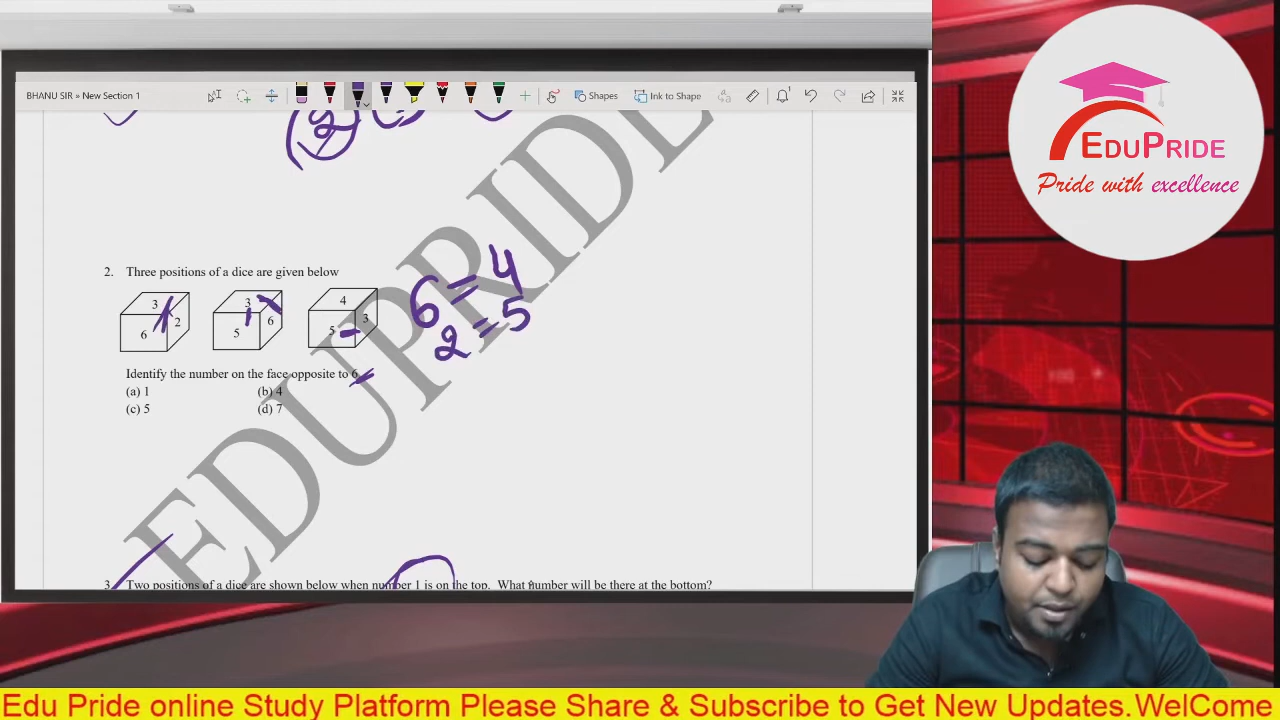 BHANU SIR » New Section 1
Shapes
Ink to Shape
2
EDUPRIDE
2. Three positions of a dice are given below
3 6 2
3 5 6
4 5 3
6 = 4
2 = 5
Identify the number on the face opposite to 6
(a) 1 (b) 4
(c) 5 (d) 7
3. Two positions of a dice are shown below when number 1 is on the top. What number will be there at the bottom?
EDUPRIDE
Pride with excellence
Edu Pride online Study Platform Please Share & Subscribe to Get New Updates.WelCome